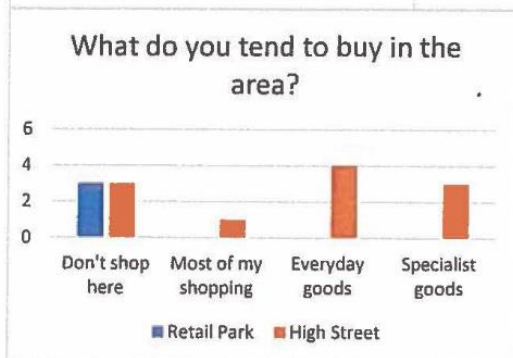 What do you tend to buy in the
area?
6
4
2
0
Don't shop
here
Most of my
shopping
Everyday
goods
Specialist
goods
Retail Park
High Street